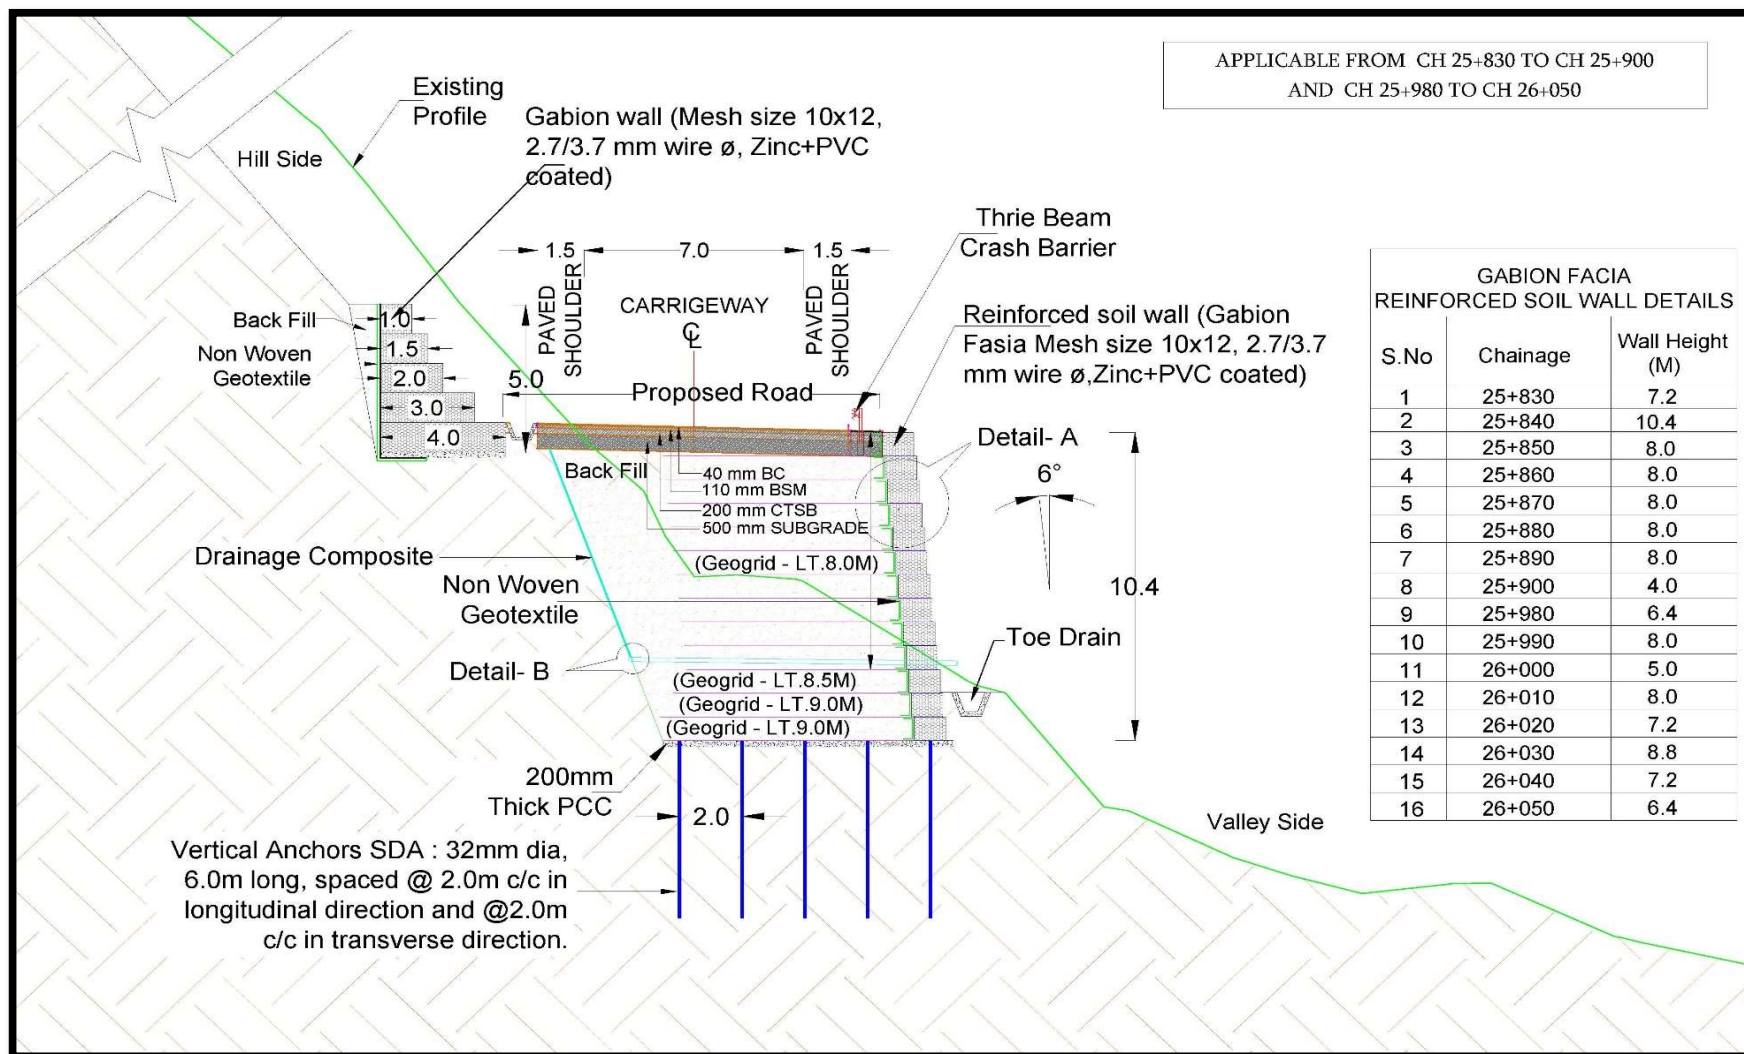 APPLICABLE FROM CH 25+830 TO CH 25+900
AND CH 25+980 TO CH 26+050
Existing
Profile
Hill Side
Gabion wall (Mesh size 10x12,
2.7/3.7 mm wire ø, Zinc+PVC
coated)
Thrie Beam
Crash Barrier
1.5
7.0
1.5
PAVED
SHOULDER
CARRIGEWAY
℄
PAVED
SHOULDER
Reinforced soil wall (Gabion
Fasia Mesh size 10x12, 2.7/3.7
mm wire ø,Zinc+PVC coated)
Back Fill
Non Woven
Geotextile
1.0
1.5
2.0
3.0
4.0
5.0
Proposed Road
Detail- A
6°
Back Fill
40 mm BC
110 mm BSM
200 mm CTSB
500 mm SUBGRADE
Drainage Composite
(Geogrid - LT.8.0M)
Non Woven
Geotextile
10.4
Toe Drain
Detail- B
(Geogrid - LT.8.5M)
(Geogrid - LT.9.0M)
(Geogrid - LT.9.0M)
200mm
Thick PCC
2.0
Valley Side
Vertical Anchors SDA : 32mm dia,
6.0m long, spaced @ 2.0m c/c in
longitudinal direction and @2.0m
c/c in transverse direction.
GABION FACIA
REINFORCED SOIL WALL DETAILS
S.No Chainage Wall Height
(M)
1 25+830 7.2
2 25+840 10.4
3 25+850 8.0
4 25+860 8.0
5 25+870 8.0
6 25+880 8.0
7 25+890 8.0
8 25+900 4.0
9 25+980 6.4
10 25+990 8.0
11 26+000 5.0
12 26+010 8.0
13 26+020 7.2
14 26+030 8.8
15 26+040 7.2
16 26+050 6.4